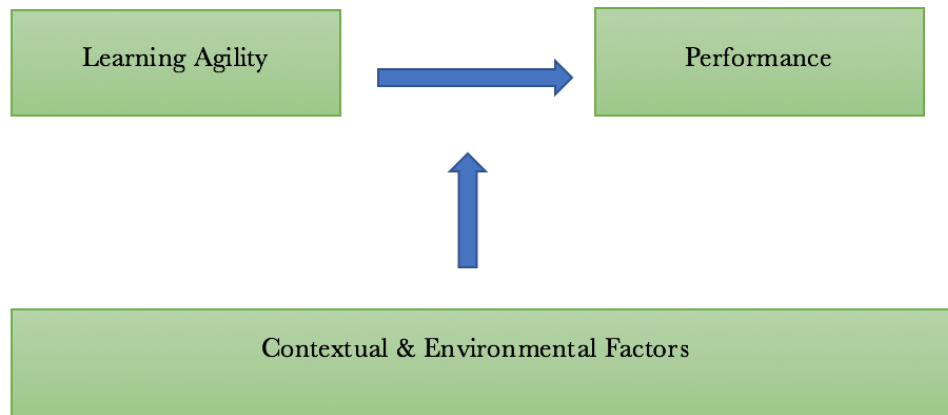 Learning Agility
Performance
Contextual & Environmental Factors